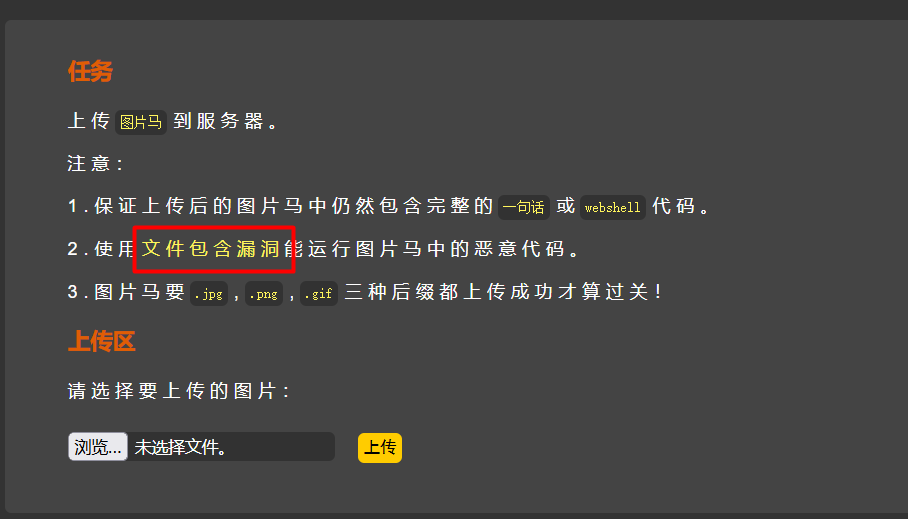 任务
上传 图片马 到服务器。
注意：
1.保证上传后的图片马中仍然包含完整的 一句话 或 webshell 代码。
2.使用文件包含漏洞能运行图片马中的恶意代码。
3.图片马要 .jpg , .png , .gif 三种后缀都上传成功才算过关！
上传区
请选择要上传的图片：
浏览... 未选择文件。 上传